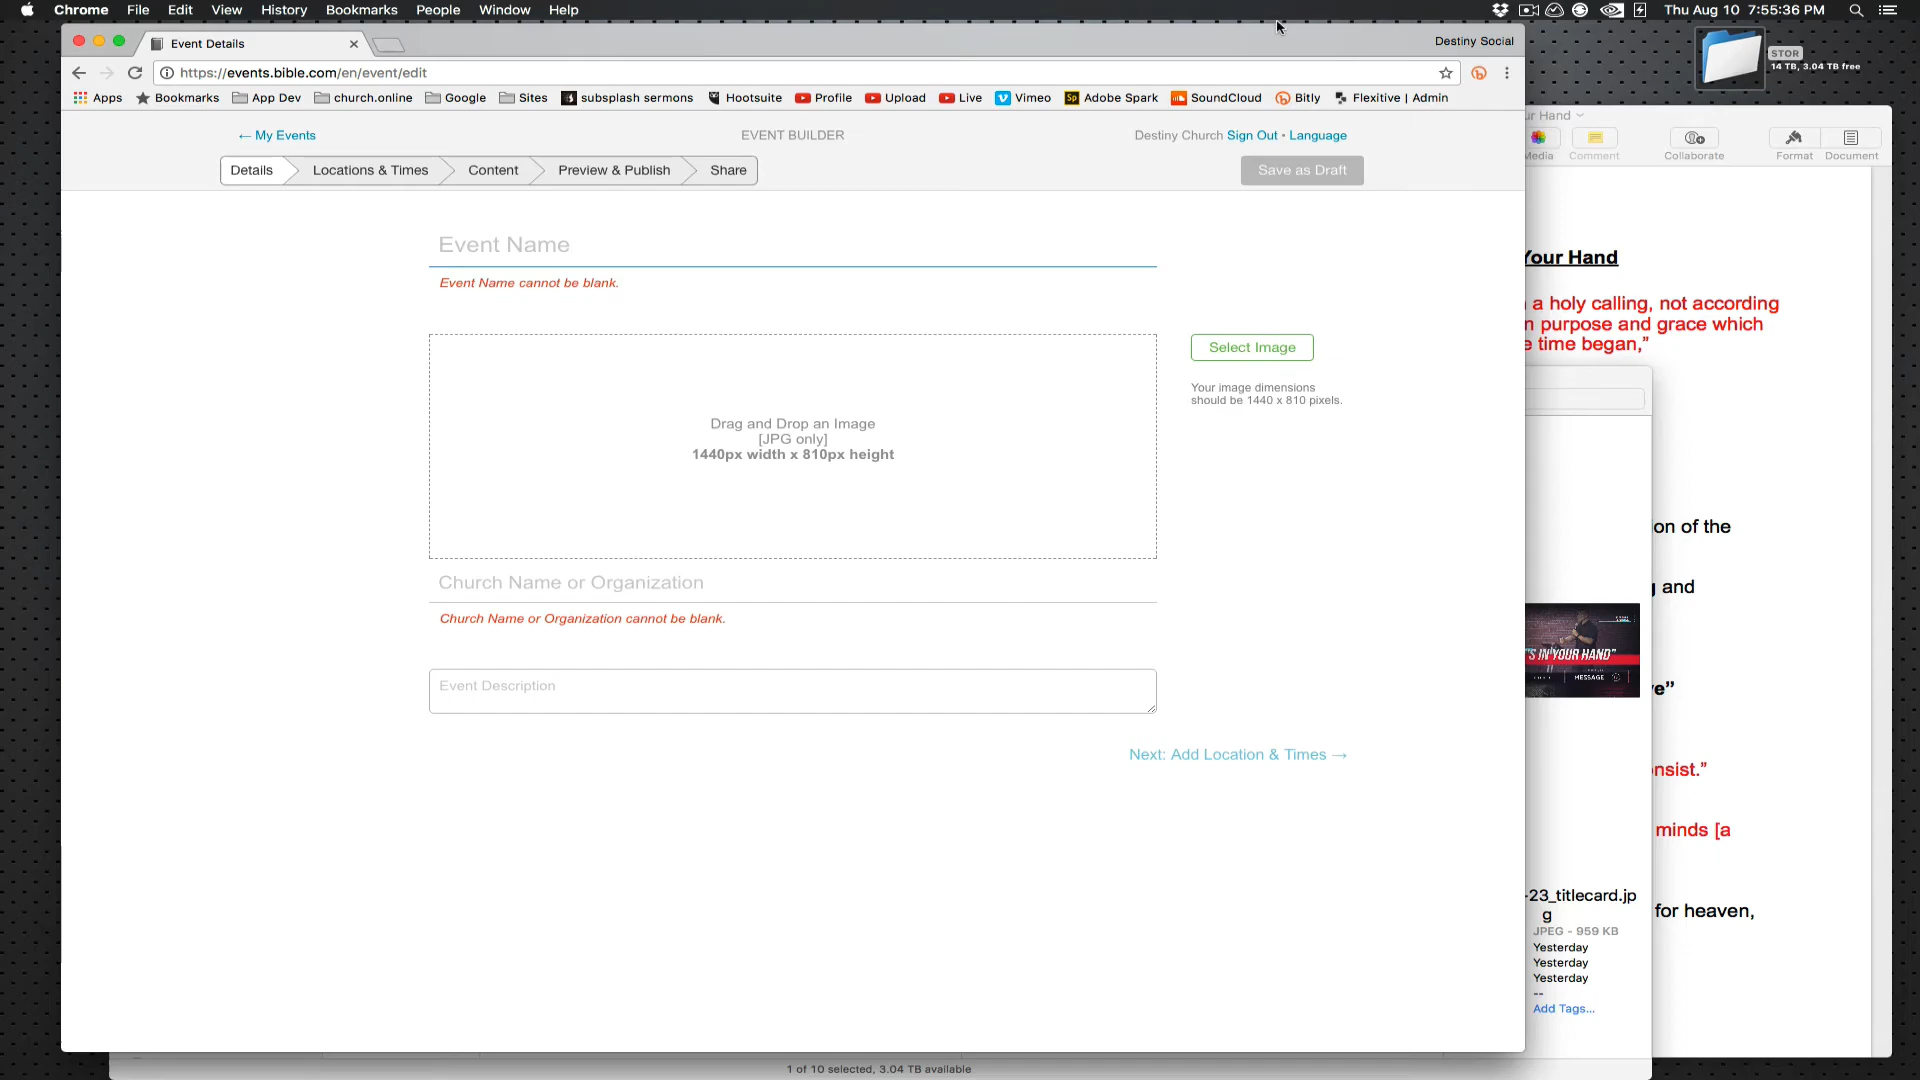 Chrome File Edit View History Bookmarks People Window Help
Thu Aug 10 7:55:36 PM
STOR
14 TB, 3.04 TB free
Event Details
Destiny Social
https://events.bible.com/en/event/edit
Apps Bookmarks App Dev church.online Google Sites subsplash sermons Hootsuite Profile Upload Live Vimeo Adobe Spark SoundCloud Bitly Flexitive | Admin
← My Events
EVENT BUILDER
Destiny Church Sign Out • Language
Details Locations & Times Content Preview & Publish Share
Save as Draft
Event Name
Event Name cannot be blank.
Drag and Drop an Image
[JPG only]
1440px width x 810px height
Select Image
Your image dimensions
should be 1440 x 810 pixels.
Church Name or Organization
Church Name or Organization cannot be blank.
Event Description
Next: Add Location & Times →
ur Hand
Media Comment Collaborate Format Document
Your Hand
a holy calling, not according
n purpose and grace which
e time began,”
ion of the
g and
'S IN YOUR HAND"
MESSAGE
ve”
onsist.”
minds [a
for heaven,
-23_titlecard.jp
g
JPEG - 959 KB
Yesterday
Yesterday
Yesterday
--
Add Tags...
1 of 10 selected, 3.04 TB available